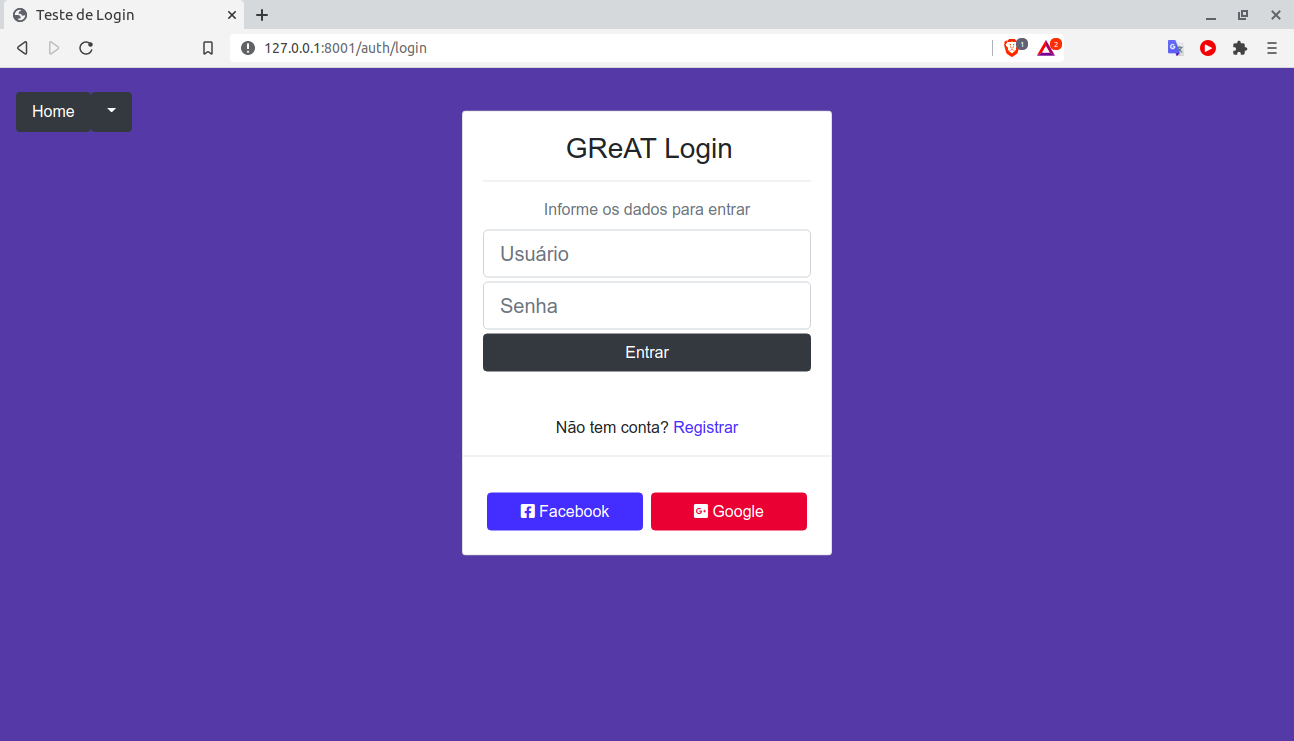 Teste de Login
127.0.0.1:8001/auth/login
1
2
Home
GReAT Login
Informe os dados para entrar
Usuário
Senha
Entrar
Não tem conta? Registrar
Facebook Google